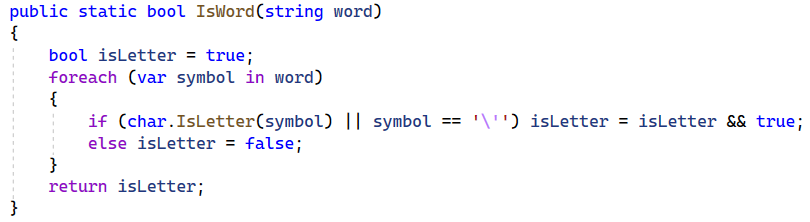 public static bool IsWord(string word)
{
    bool isLetter = true;
    foreach (var symbol in word)
    {
        if (char.IsLetter(symbol) || symbol == '\'') isLetter = isLetter && true;
        else isLetter = false;
    }
    return isLetter;
}